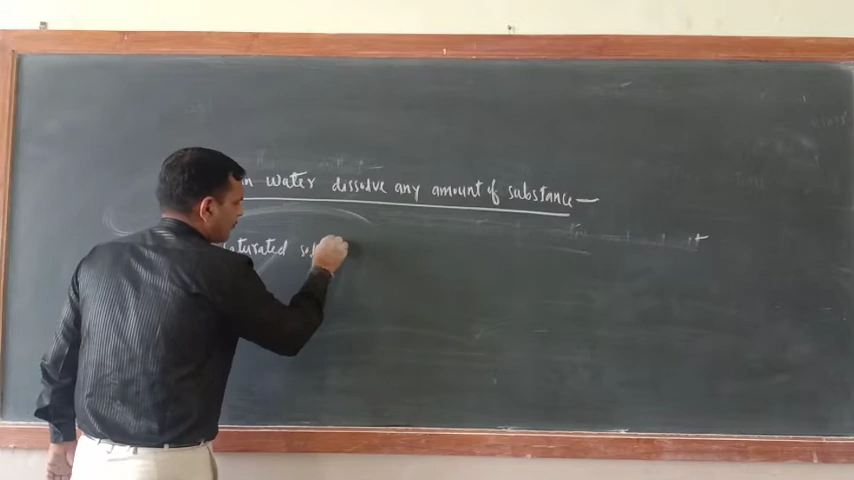 n water dissolve any amount of substance —
saturated so